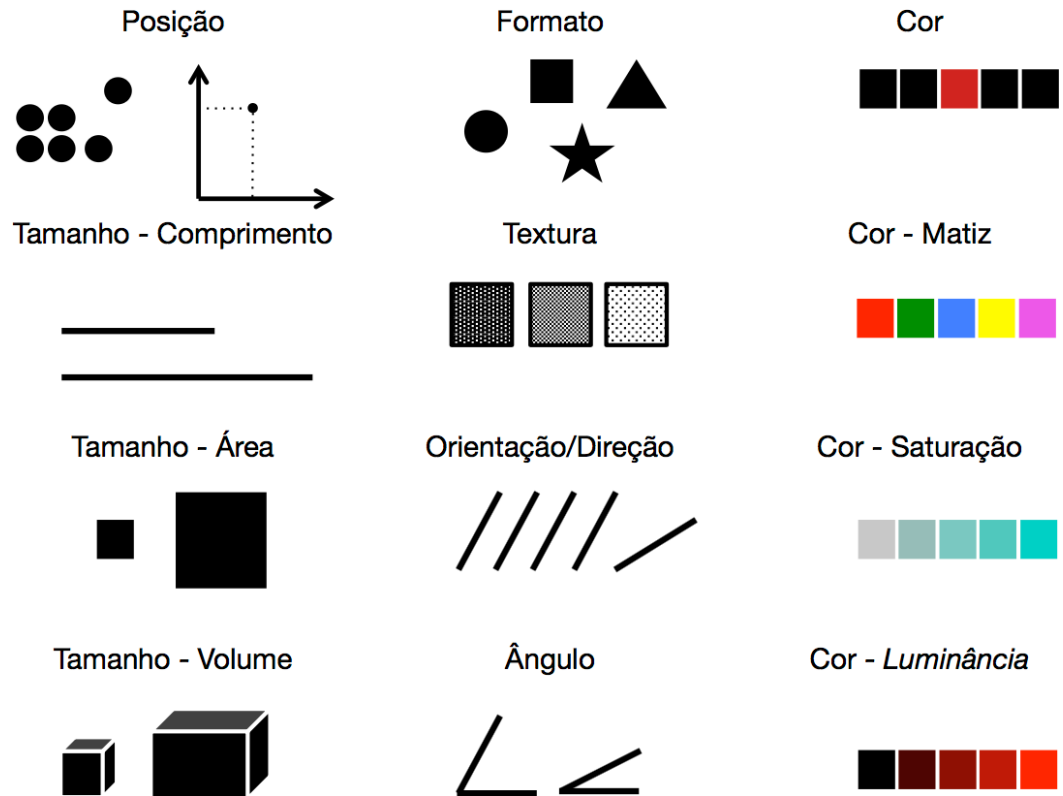 Posição
Formato
Cor
Tamanho - Comprimento
Textura
Cor - Matiz
Tamanho - Área
Orientação/Direção
Cor - Saturação
Tamanho - Volume
Ângulo
Cor - Luminância